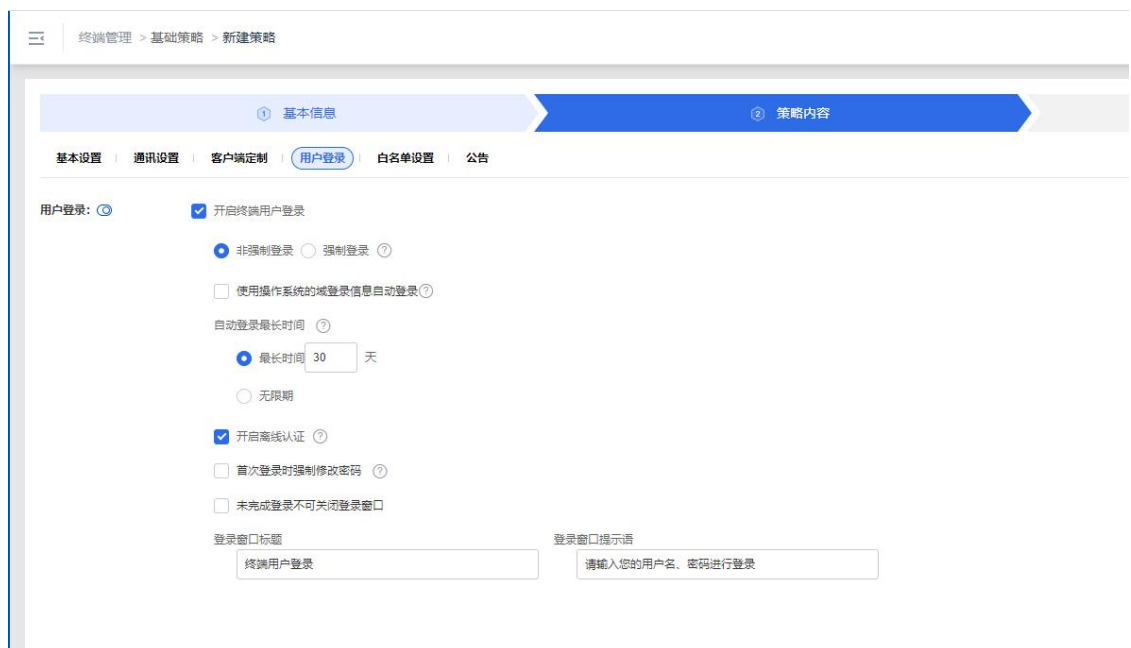 终端管理 > 基础策略 > 新建策略
1 基本信息
2 策略内容
基本设置 通讯设置 客户端定制 用户登录 白名单设置 公告
用户登录: 开启终端用户登录
非强制登录 强制登录 ?
使用操作系统的域登录信息自动登录 ?
自动登录最长时间 ?
最长时间 30 天
无限期
开启离线认证 ?
首次登录时强制修改密码 ?
未完成登录不可关闭登录窗口
登录窗口标题 登录窗口提示语
终端用户登录 请输入您的用户名、密码进行登录